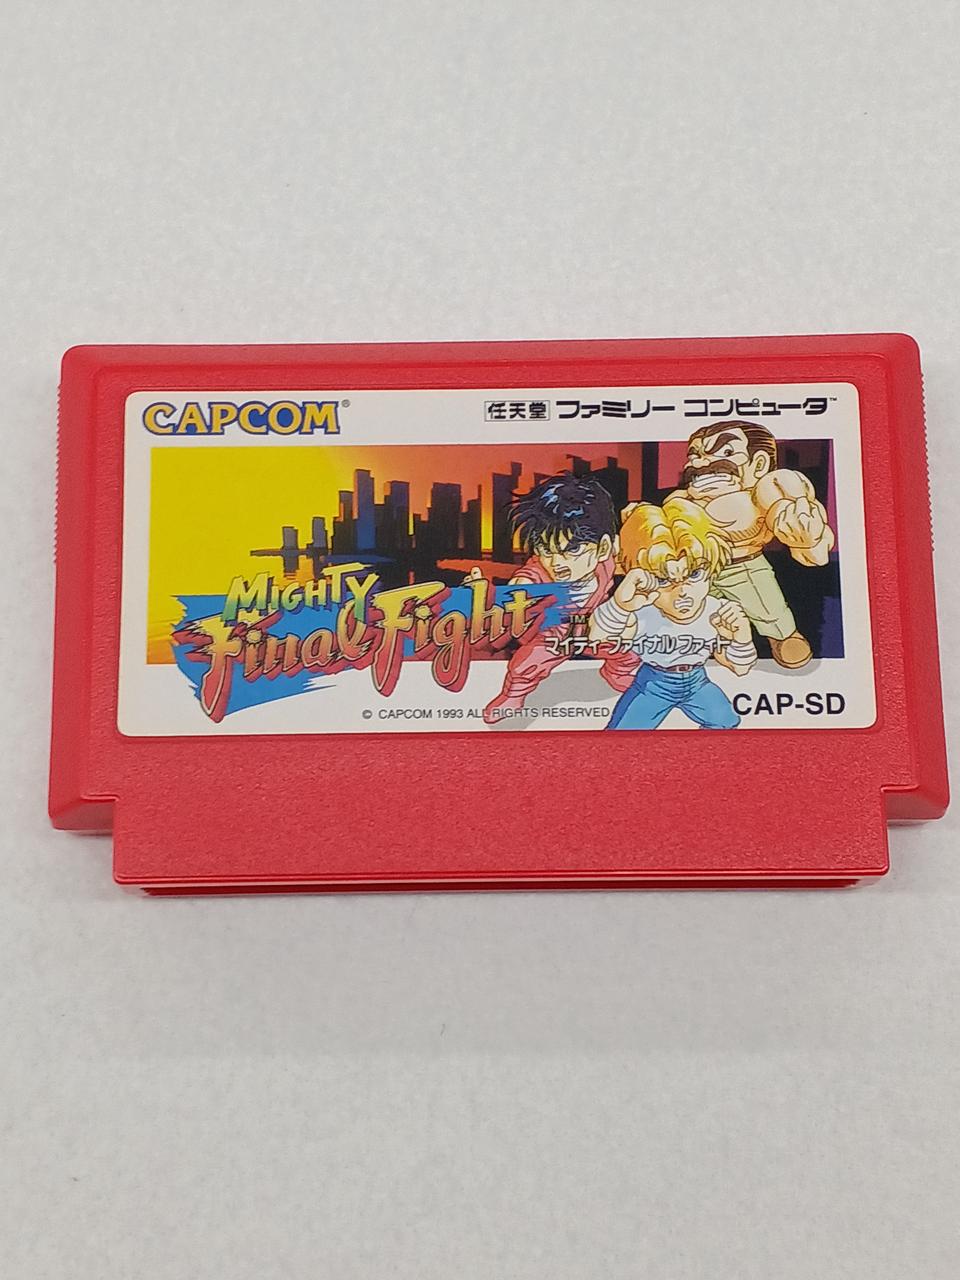 CAPCOM®
任天堂 ファミリー コンピュータ™
MIGHTY
Final Fight
TM
マイティ・ファイナル・ファイト
© CAPCOM 1993 ALL RIGHTS RESERVED
CAP-SD